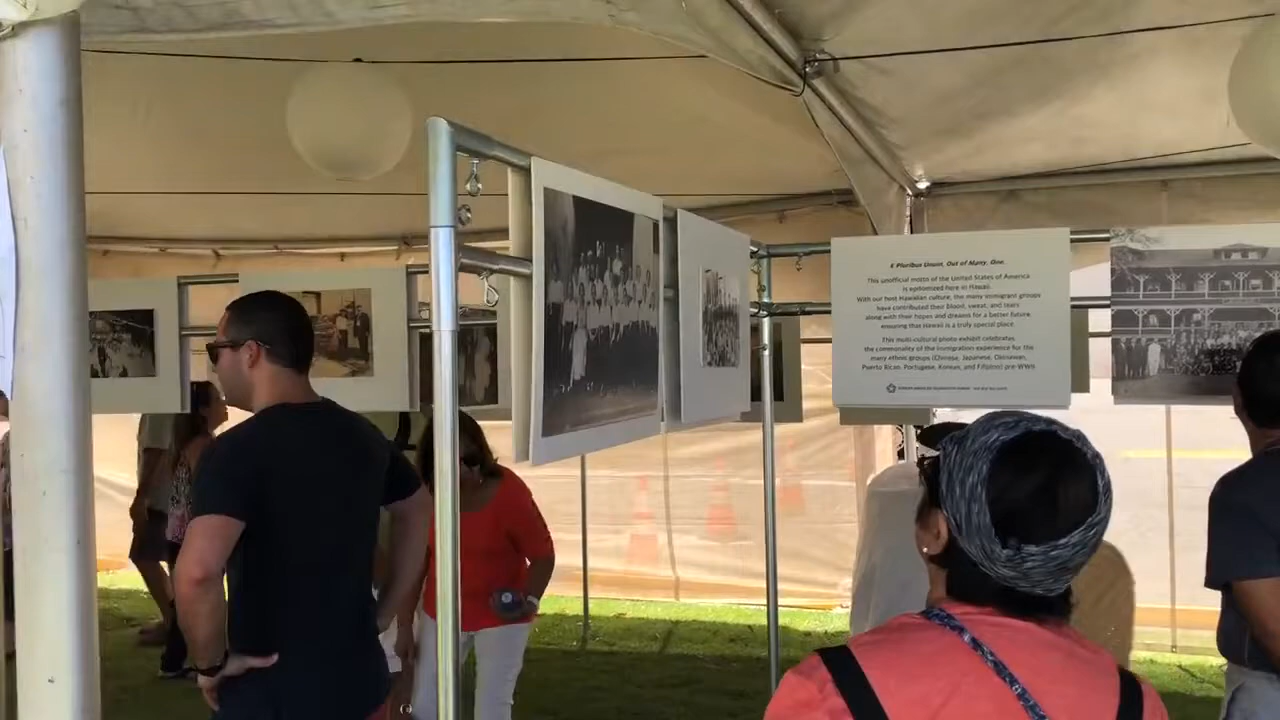 E Pluribus Unum, Out of Many, One.
This unofficial motto of the United States of America
is epitomized here in Hawaii.
With our host Hawaiian culture, the many immigrant groups
have contributed their blood, sweat, and tears
along with their hopes and dreams for a better future,
ensuring that Hawaii is a truly special place.
This multi-cultural photo exhibit celebrates
the commonality of the immigration experience for the
many ethnic groups (Chinese, Japanese, Okinawan,
Puerto Rican, Portuguese, Korean, and Filipino) pre-WWII